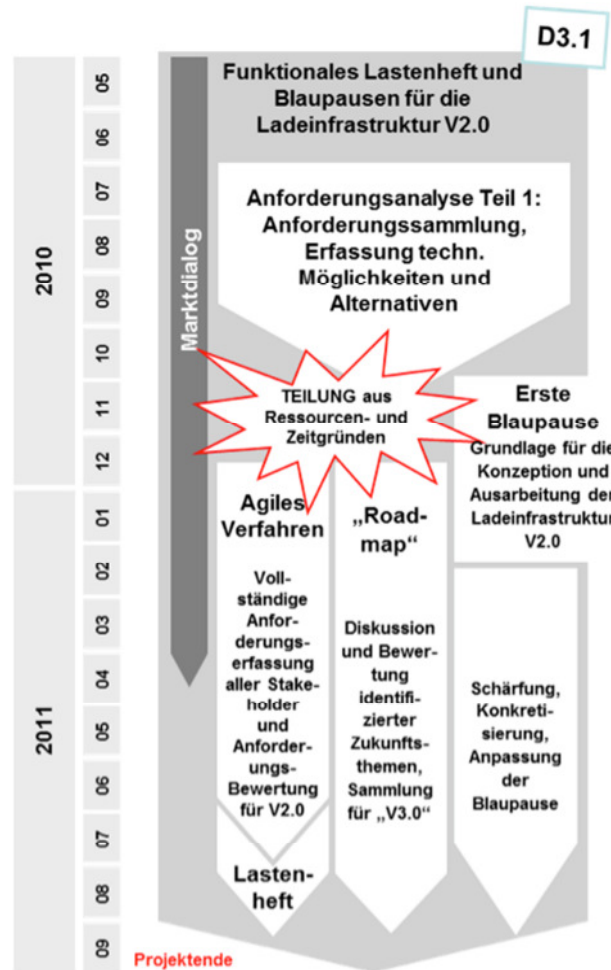 D3.1
Funktionales Lastenheft und
Blaupausen für die
Ladeinfrastruktur V2.0
2010
05
06
07
08
09
10
11
12
2011
01
02
03
04
05
06
07
08
09
Marktdialog
Anforderungsanalyse Teil 1:
Anforderungssammlung,
Erfassung techn.
Möglichkeiten und
Alternativen
TEILUNG aus
Ressourcen- und
Zeitgründen
Erste
Blaupause
Grundlage für die
Konzeption und
Ausarbeitung der
Ladeinfrastruktur
V2.0
Agiles
Verfahren
Voll-
ständige
Anfor-
derungs-
erfassung
aller Stake-
holder
und
Anforder-
ungs-
Bewertung
für V2.0
Lasten-
heft
„Road-
map“
Diskussion
und Bewer-
tung
identifi-
zierter
Zukunfts-
themen,
Sammlung
für „V3.0“
Schärfung,
Konkreti-
sierung,
Anpassung
der
Blaupause
Projektende